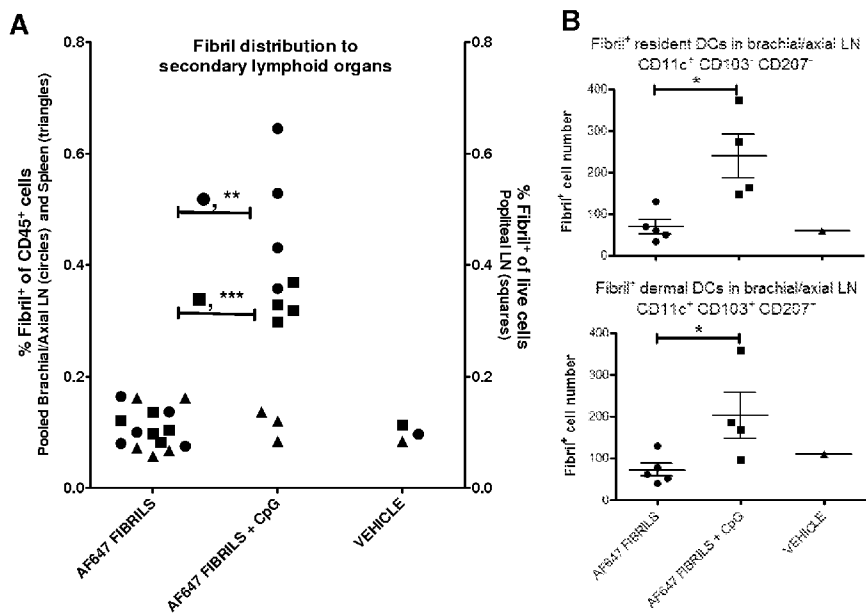 A
Fibril distribution to
secondary lymphoid organs
% Fibril⁺ of CD45⁺ cells
Pooled Brachial/Axial LN (circles) and Spleen (triangles)
0.8
0.6
0.4
0.2
0.0
, **
, ***
0.8
0.6
0.4
0.2
0.0
% Fibril⁺ of live cells
Popliteal LN (squares)
AF647 FIBRILS
AF647 FIBRILS + CpG
VEHICLE
B
Fibril⁺ resident DCs in brachial/axial LN
CD11c⁺ CD103⁻ CD207⁻
Fibril⁺ cell number
400
300
200
100
0
*
Fibril⁺ dermal DCs in brachial/axial LN
CD11c⁺ CD103⁺ CD207⁺
Fibril⁺ cell number
400
300
200
100
0
*
AF647 FIBRILS
AF647 FIBRILS + CpG
VEHICLE